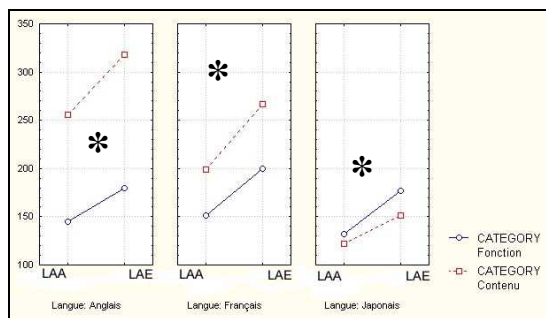 350
300
250
200
150
100
LAA LAE LAA LAE LAA LAE
Langue: Anglais Langue: Français Langue: Japonais
CATEGORY
Fonction
CATEGORY
Contenu